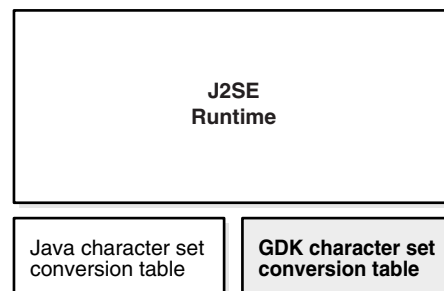 J2SE
Runtime
Java character set
conversion table
GDK character set
conversion table